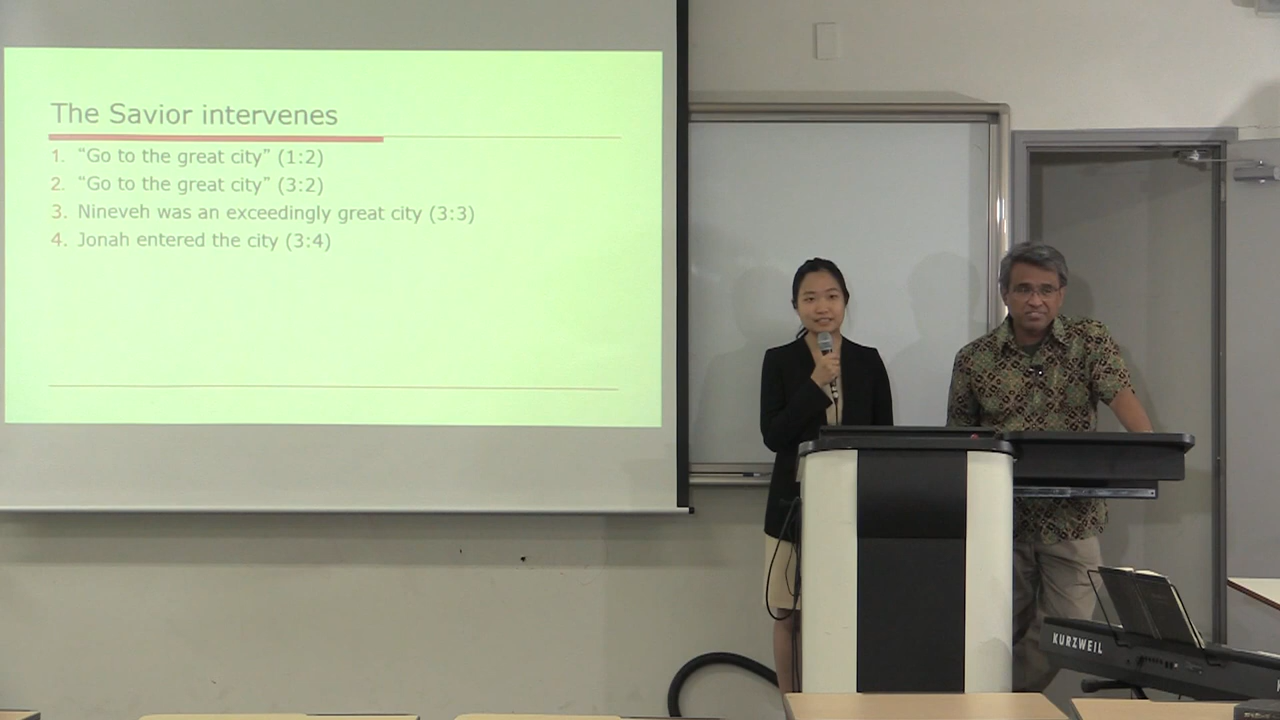 The Savior intervenes
1. “Go to the great city” (1:2)
2. “Go to the great city” (3:2)
3. Nineveh was an exceedingly great city (3:3)
4. Jonah entered the city (3:4)
KURZWEIL